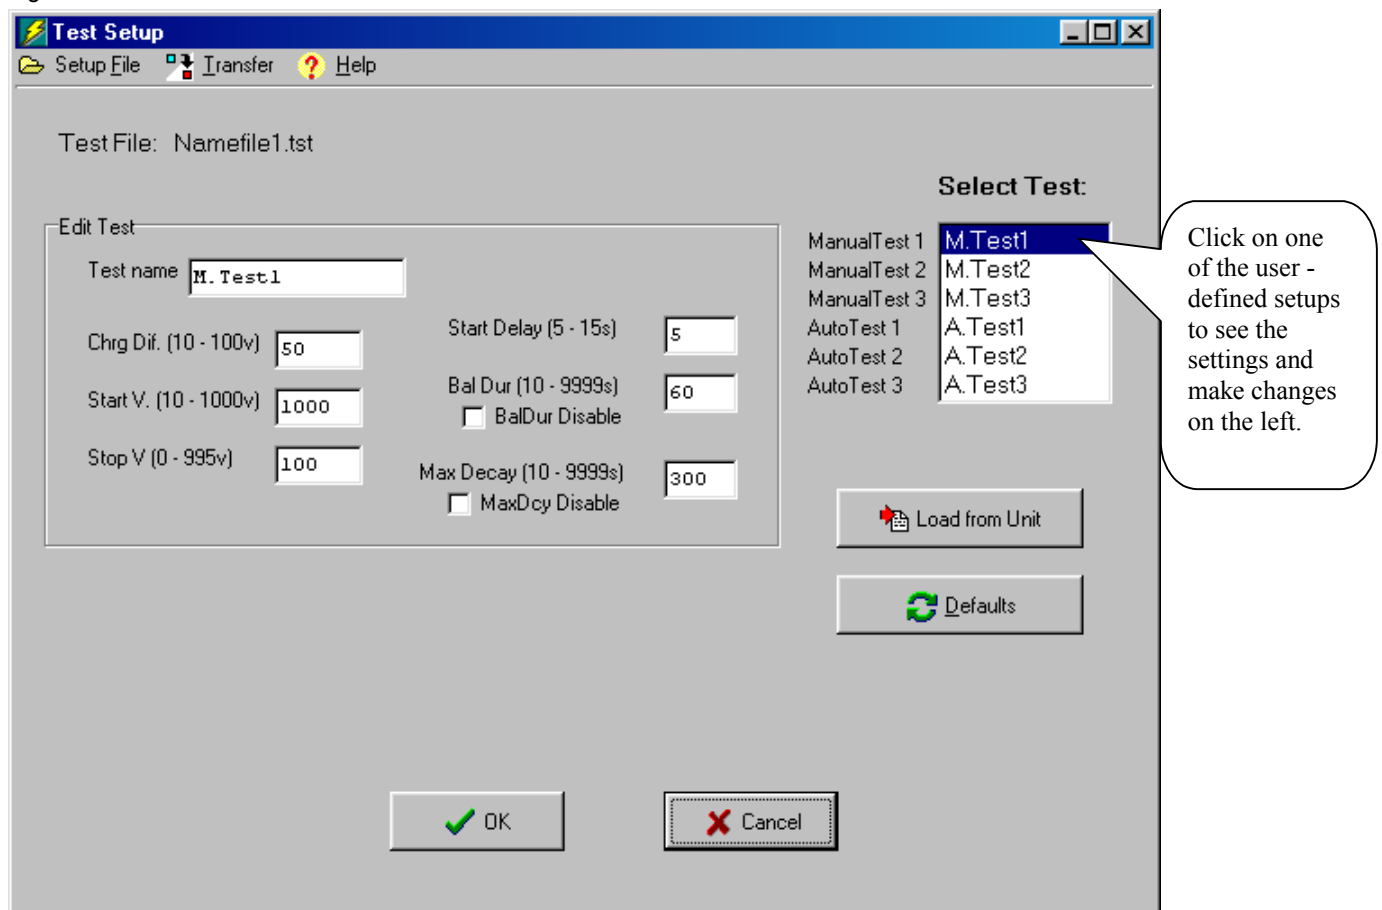 Test Setup
Setup File Transfer Help
Test File: Namefile1.tst
Select Test:
Edit Test
Test name M.Test1
Chrg Dif. (10 - 100v) 50
Start V. (10 - 1000v) 1000
Stop V (0 - 995v) 100
Start Delay (5 - 15s) 5
Bal Dur (10 - 9999s) 60
BalDur Disable
Max Decay (10 - 9999s) 300
MaxDcy Disable
ManualTest 1 M.Test1
ManualTest 2 M.Test2
ManualTest 3 M.Test3
AutoTest 1 A.Test1
AutoTest 2 A.Test2
AutoTest 3 A.Test3
Click on one
of the user -
defined setups
to see the
settings and
make changes
on the left.
Load from Unit
Defaults
OK
Cancel